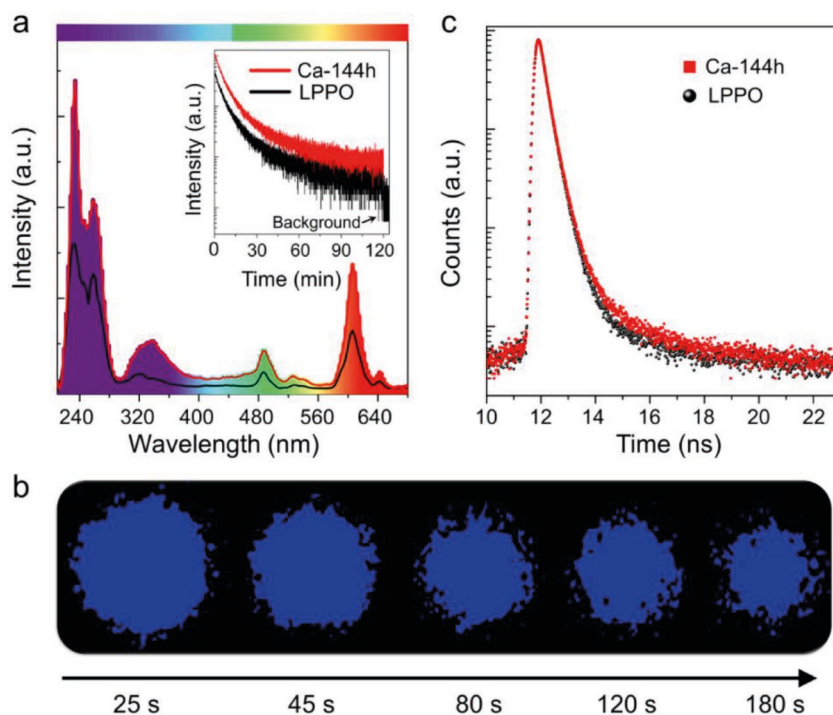 a
Intensity (a.u.)
240 320 400 480 560 640
Wavelength (nm)
Intensity (a.u.)
Ca-144h
LPPO
Background
0 30 60 90 120
Time (min)
c
Counts (a.u.)
Ca-144h
LPPO
10 12 14 16 18 20 22
Time (ns)
b
25 s 45 s 80 s 120 s 180 s